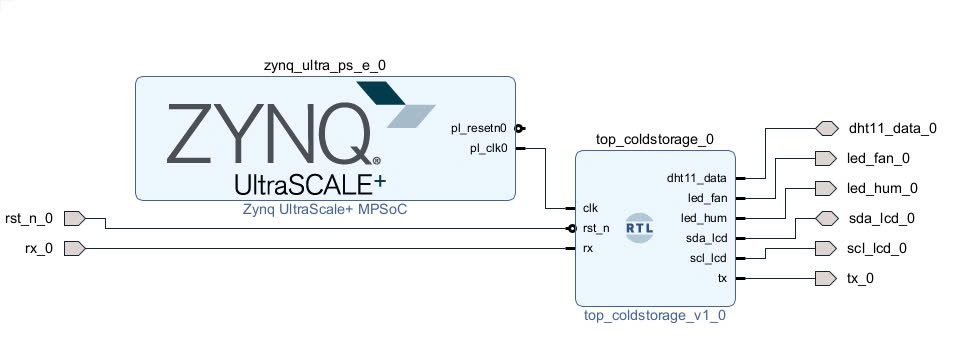 zynq_ultra_ps_e_0
ZYNQ®
UltraSCALE+
pl_resetn0
pl_clk0
Zynq UltraScale+ MPSoC
rst_n_0
rx_0
top_coldstorage_0
clk
rst_n
rx
RTL
dht11_data
led_fan
led_hum
sda_lcd
scl_lcd
tx
top_coldstorage_v1_0
dht11_data_0
led_fan_0
led_hum_0
sda_lcd_0
scl_lcd_0
tx_0